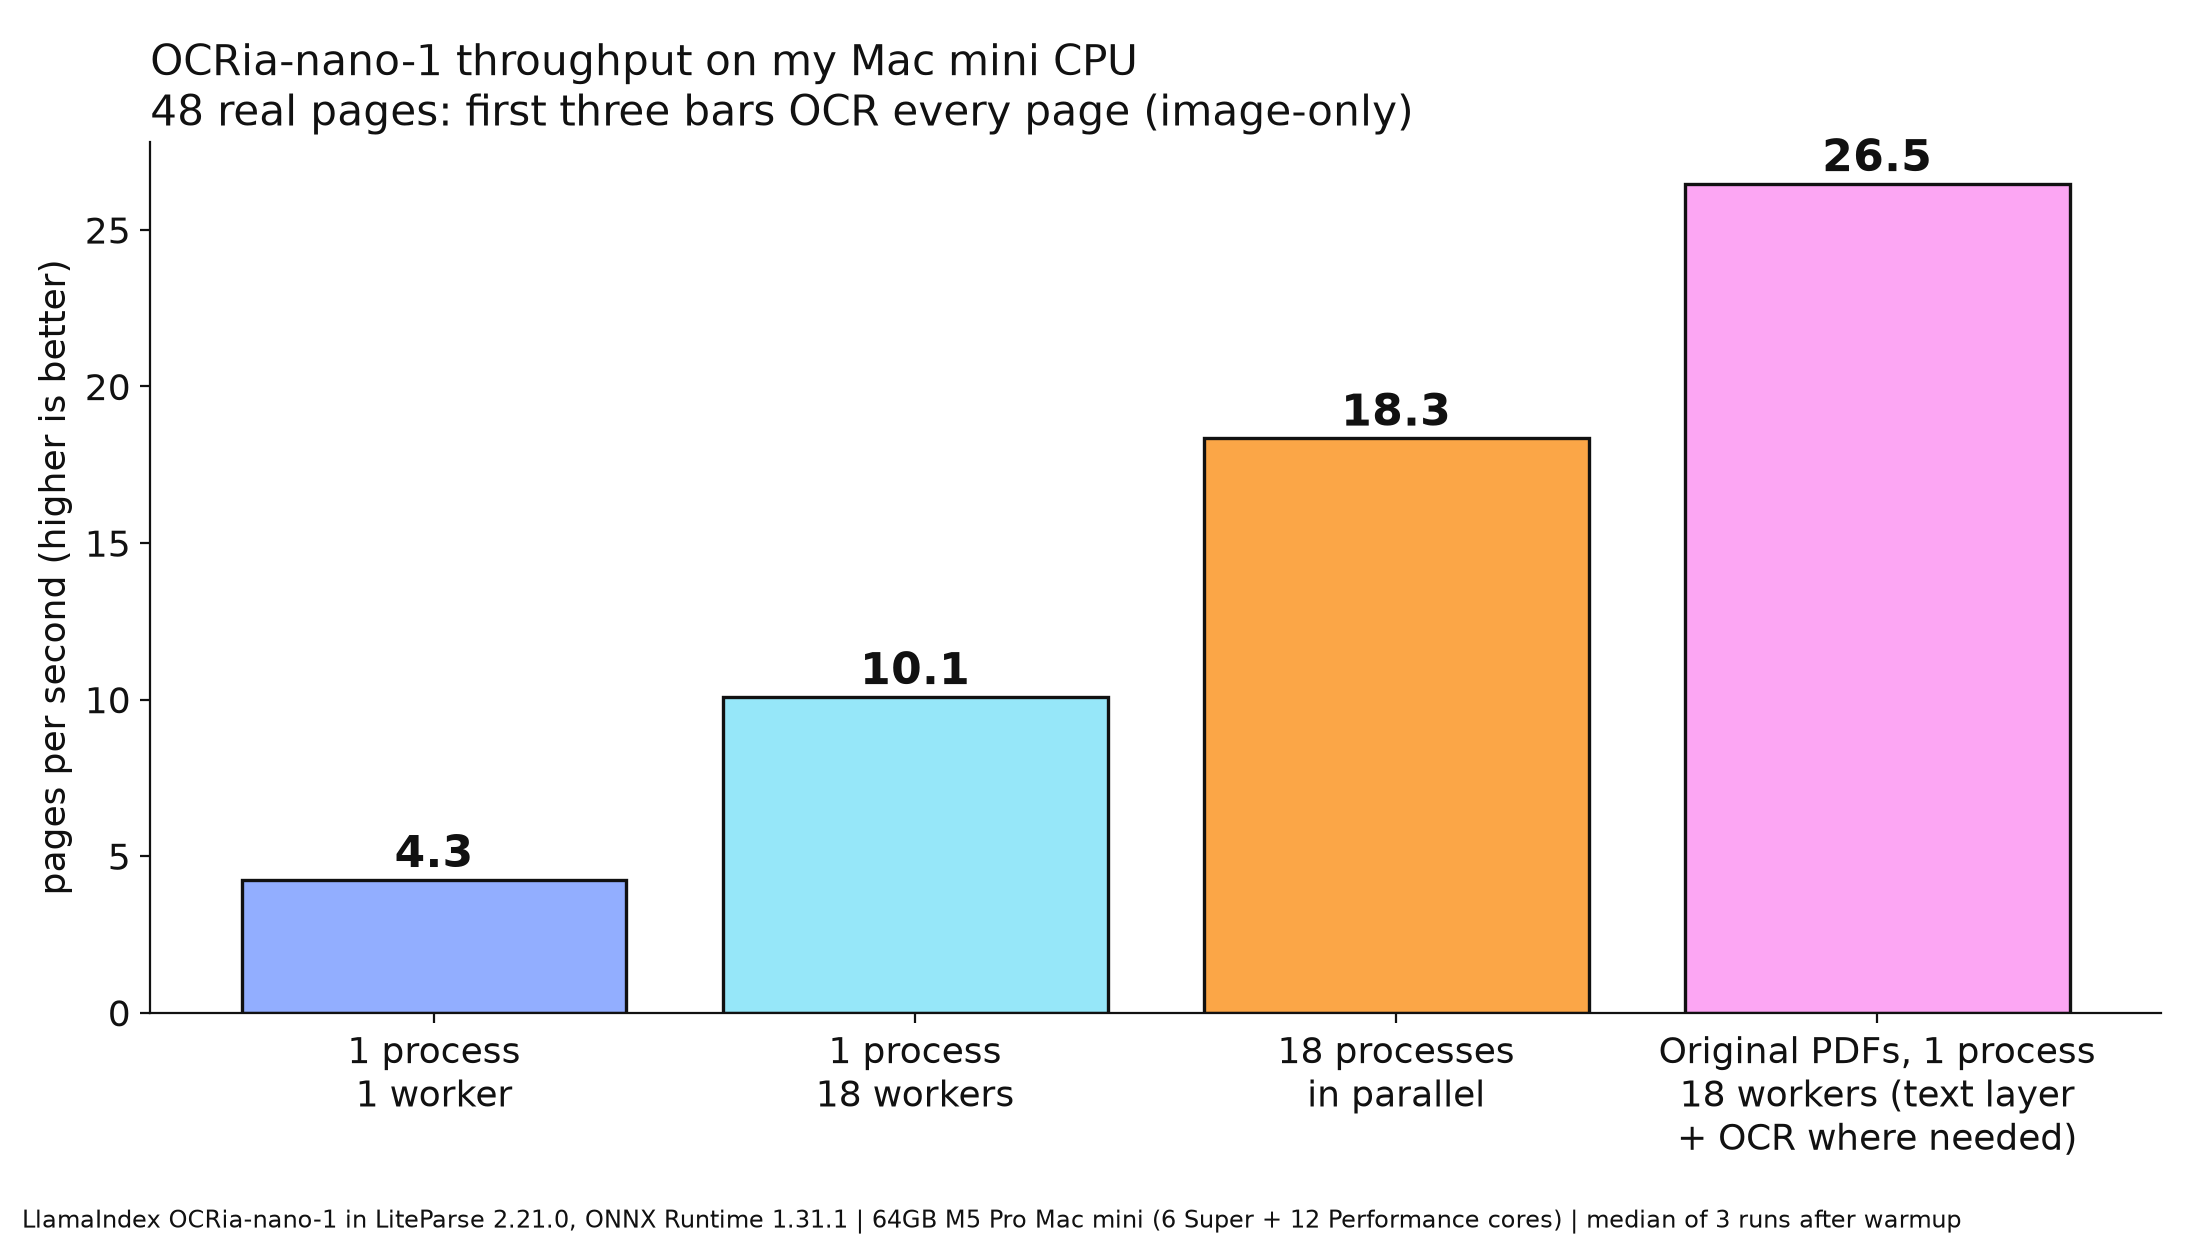 OCRia-nano-1 throughput on my Mac mini CPU
48 real pages: first three bars OCR every page (image-only)
pages per second (higher is better)
25
20
15
10
5
0
4.3
10.1
18.3
26.5
1 process
1 worker
1 process
18 workers
18 processes
in parallel
Original PDFs, 1 process
18 workers (text layer
+ OCR where needed)
LlamaIndex OCRia-nano-1 in LiteParse 2.21.0, ONNX Runtime 1.31.1 | 64GB M5 Pro Mac mini (6 Super + 12 Performance cores) | median of 3 runs after warmup